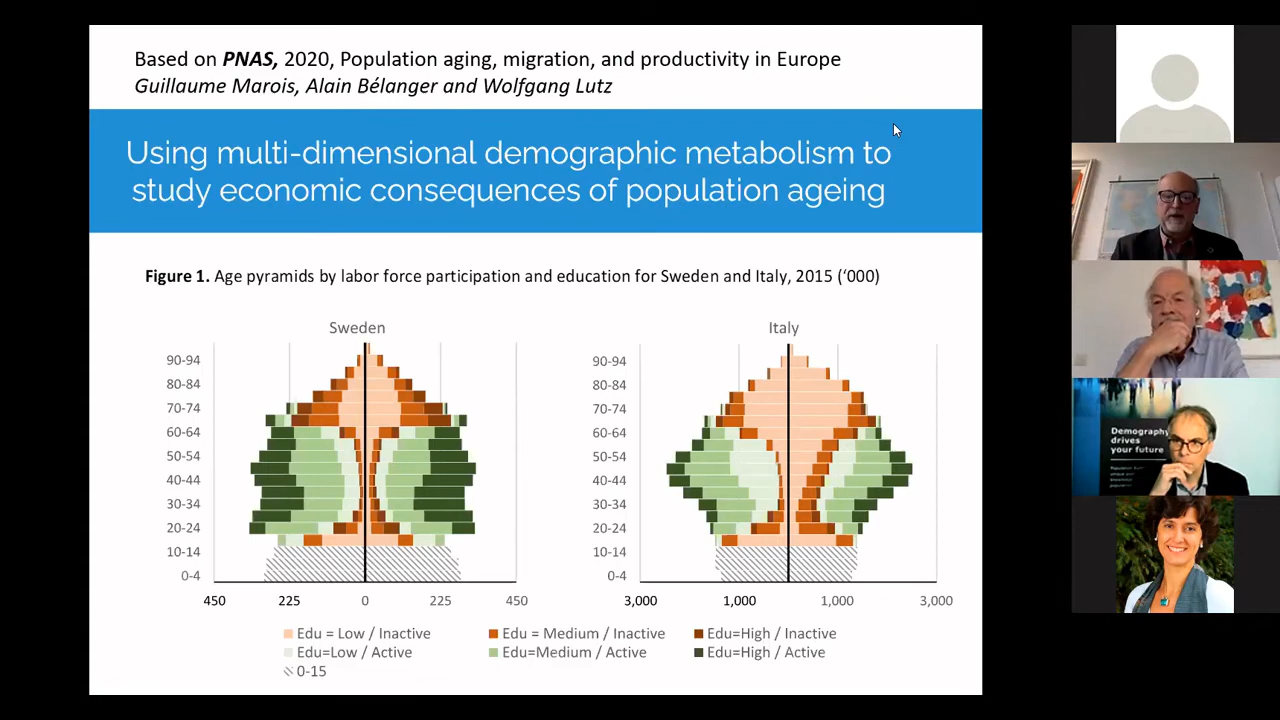 Based on PNAS, 2020, Population aging, migration, and productivity in Europe
Guillaume Marois, Alain Bélanger and Wolfgang Lutz
Using multi-dimensional demographic metabolism to
study economic consequences of population ageing
Figure 1. Age pyramids by labor force participation and education for Sweden and Italy, 2015 (‘000)
Sweden
90-94
80-84
70-74
60-64
50-54
40-44
30-34
20-24
10-14
0-4
450 225 0 225 450
Italy
90-94
80-84
70-74
60-64
50-54
40-44
30-34
20-24
10-14
0-4
3,000 1,000 1,000 3,000
Edu = Low / Inactive Edu = Medium / Inactive Edu=High / Inactive
Edu=Low / Active Edu=Medium / Active Edu=High / Active
0-15
Demography
drives
your future